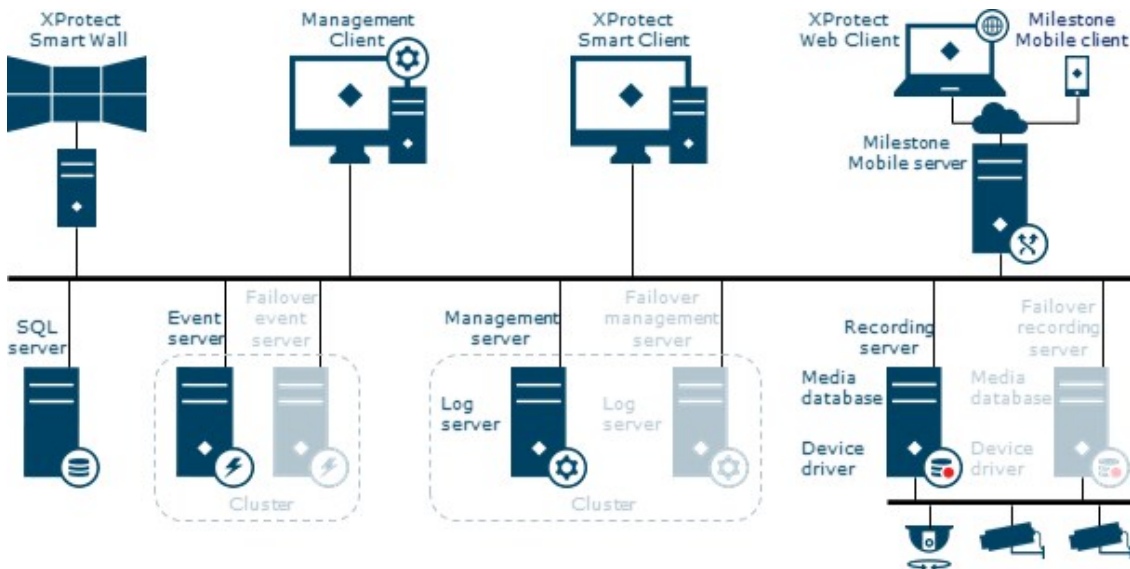 XProtect
Smart Wall
Management
Client
XProtect
Smart Client
XProtect
Web Client
Milestone
Mobile client
Milestone
Mobile server
SQL
server
Event
server
Failover
event
server
Management
server
Failover
management
server
Recording
server
Failover
recording
server
Log
server
Log
server
Media
database
Media
database
Device
driver
Device
driver
Cluster
Cluster